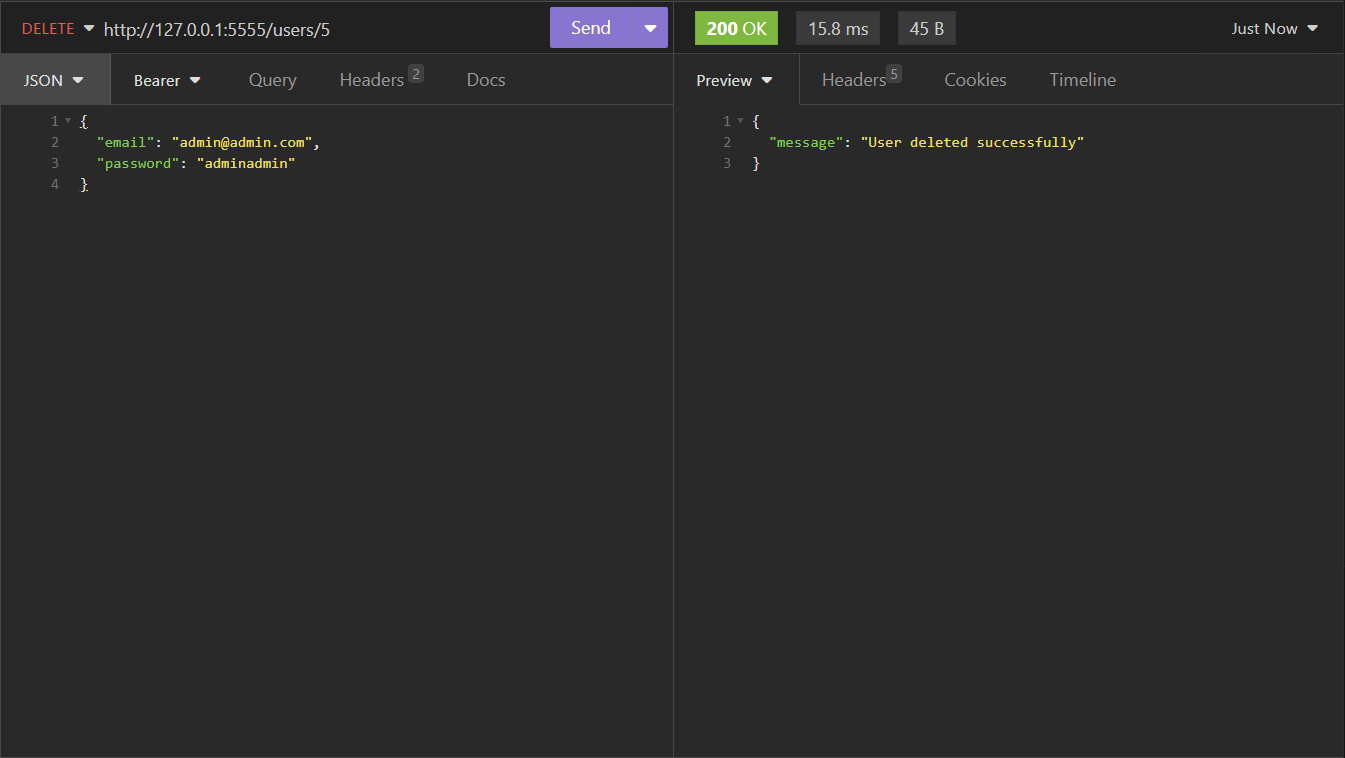 DELETE http://127.0.0.1:5555/users/5 Send
200 OK 15.8 ms 45 B Just Now
JSON Bearer Query Headers 2 Docs
Preview Headers 5 Cookies Timeline
1 {
2 "email": "admin@admin.com",
3 "password": "adminadmin"
4 }
1 {
2 "message": "User deleted successfully"
3 }